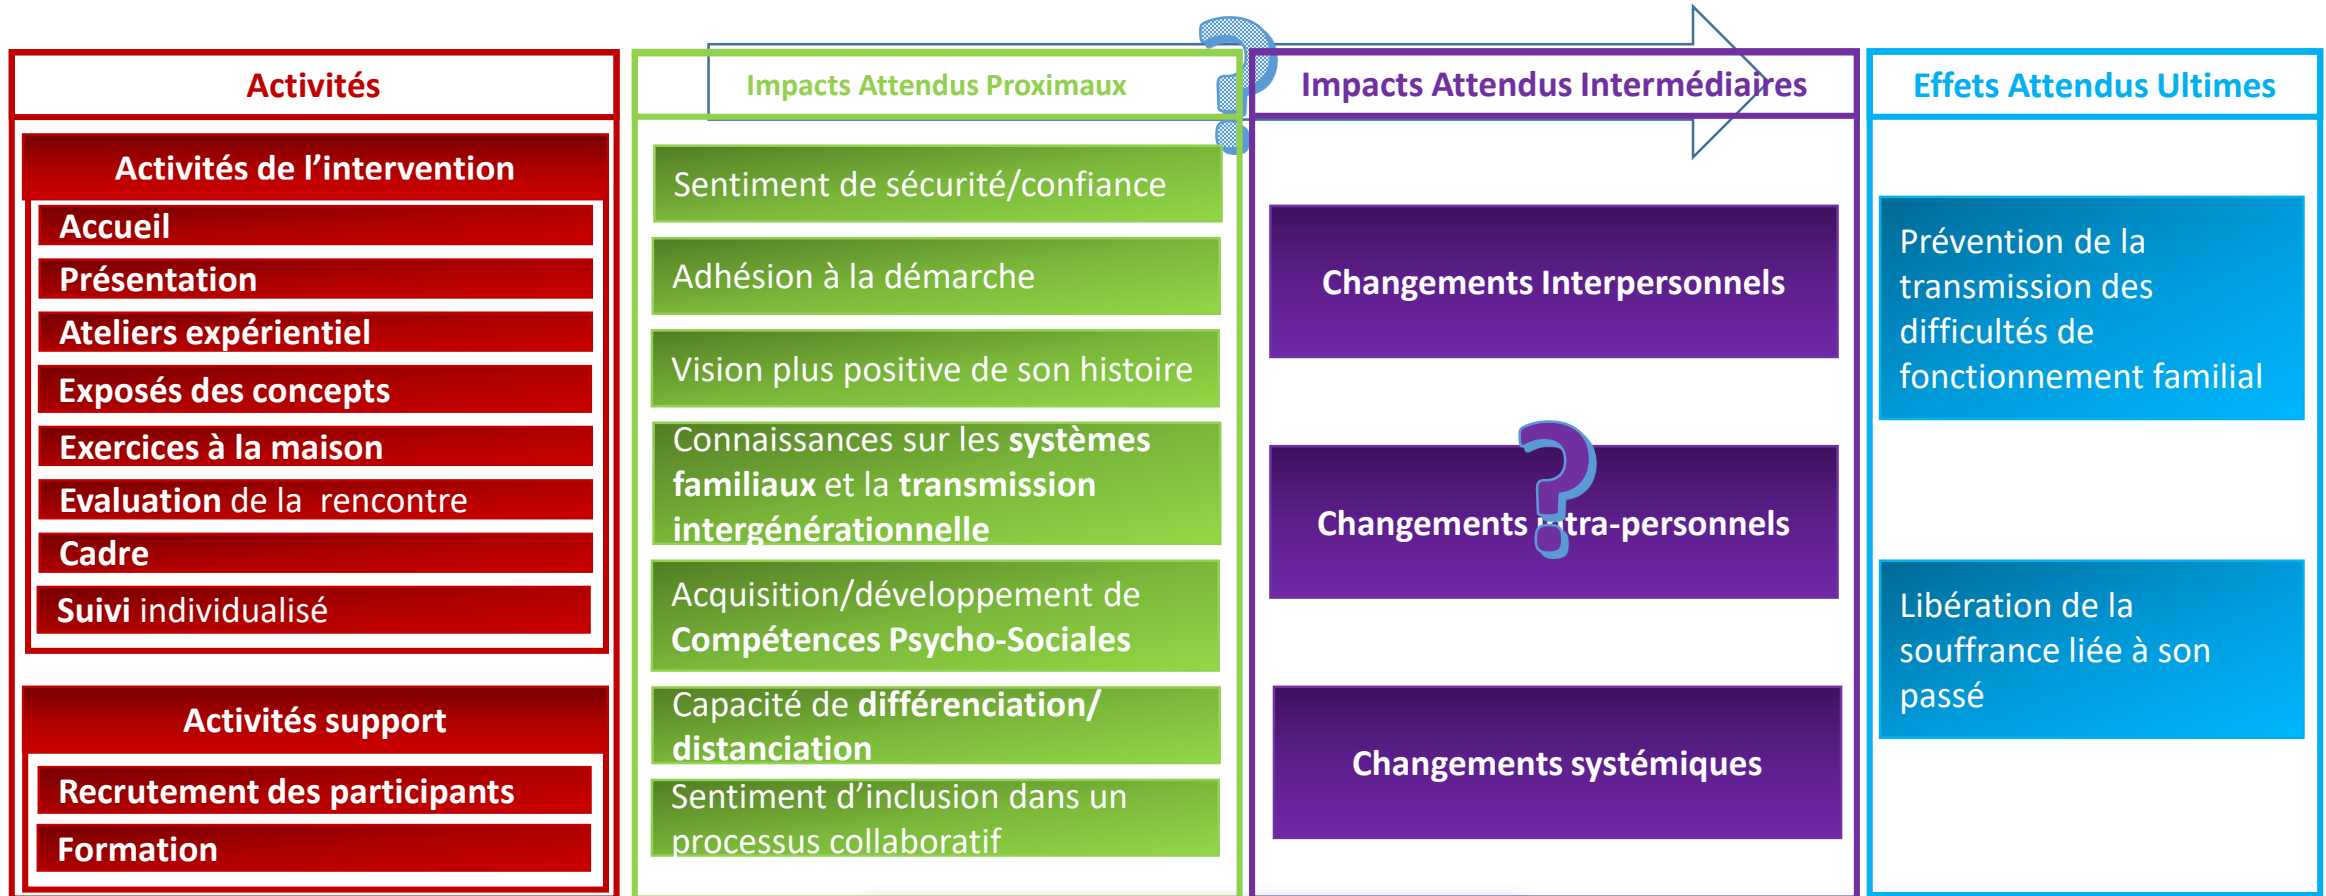 Activités
Activités de l'intervention
Accueil
Présentation
Ateliers expérientiel
Exposés des concepts
Exercices à la maison
Evaluation de la rencontre
Cadre
Suivi individualisé
Activités support
Recrutement des participants
Formation
?
Impacts Attendus Proximaux
Sentiment de sécurité/confiance
Adhésion à la démarche
Vision plus positive de son histoire
Connaissances sur les systèmes
familiaux et la transmission
intergénérationnelle
Acquisition/développement de
Compétences Psycho-Sociales
Capacité de différenciation/
distanciation
Sentiment d'inclusion dans un
processus collaboratif
Impacts Attendus Intermédiaires
Changements Interpersonnels
?
Changements intra-personnels
Changements systémiques
Effets Attendus Ultimes
Prévention de la
transmission des
difficultés de
fonctionnement familial
Libération de la
souffrance liée à son
passé